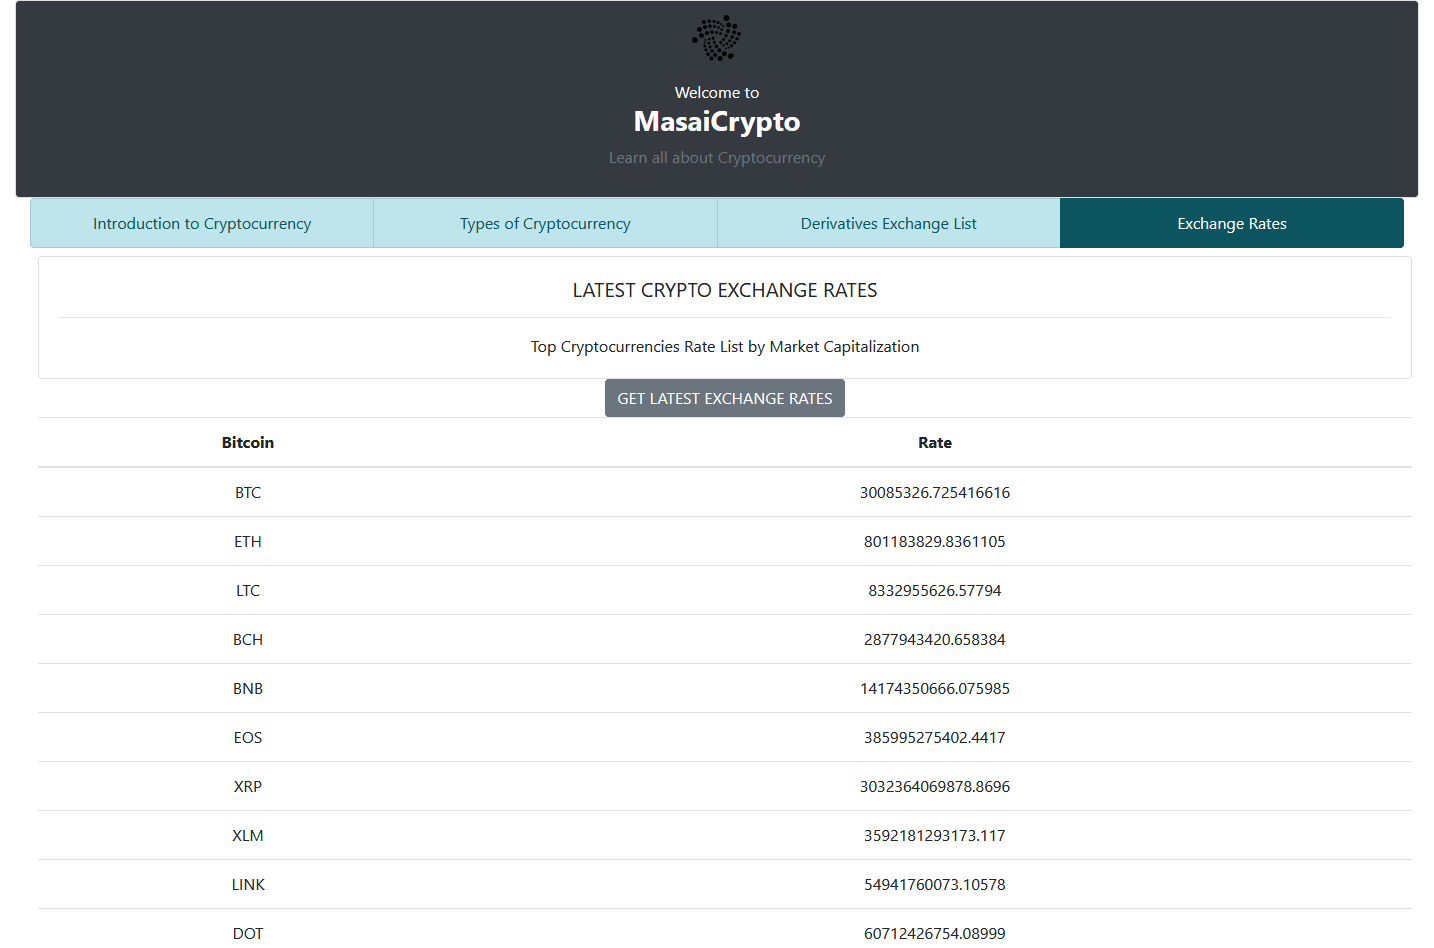 Welcome to
MasaiCrypto
Learn all about Cryptocurrency
Introduction to Cryptocurrency Types of Cryptocurrency Derivatives Exchange List Exchange Rates
LATEST CRYPTO EXCHANGE RATES
Top Cryptocurrencies Rate List by Market Capitalization
GET LATEST EXCHANGE RATES
Bitcoin Rate
BTC 30085326.725416616
ETH 801183829.8361105
LTC 8332955626.57794
BCH 2877943420.658384
BNB 14174350666.075985
EOS 385995275402.4417
XRP 3032364069878.8696
XLM 3592181293173.117
LINK 54941760073.10578
DOT 60712426754.08999